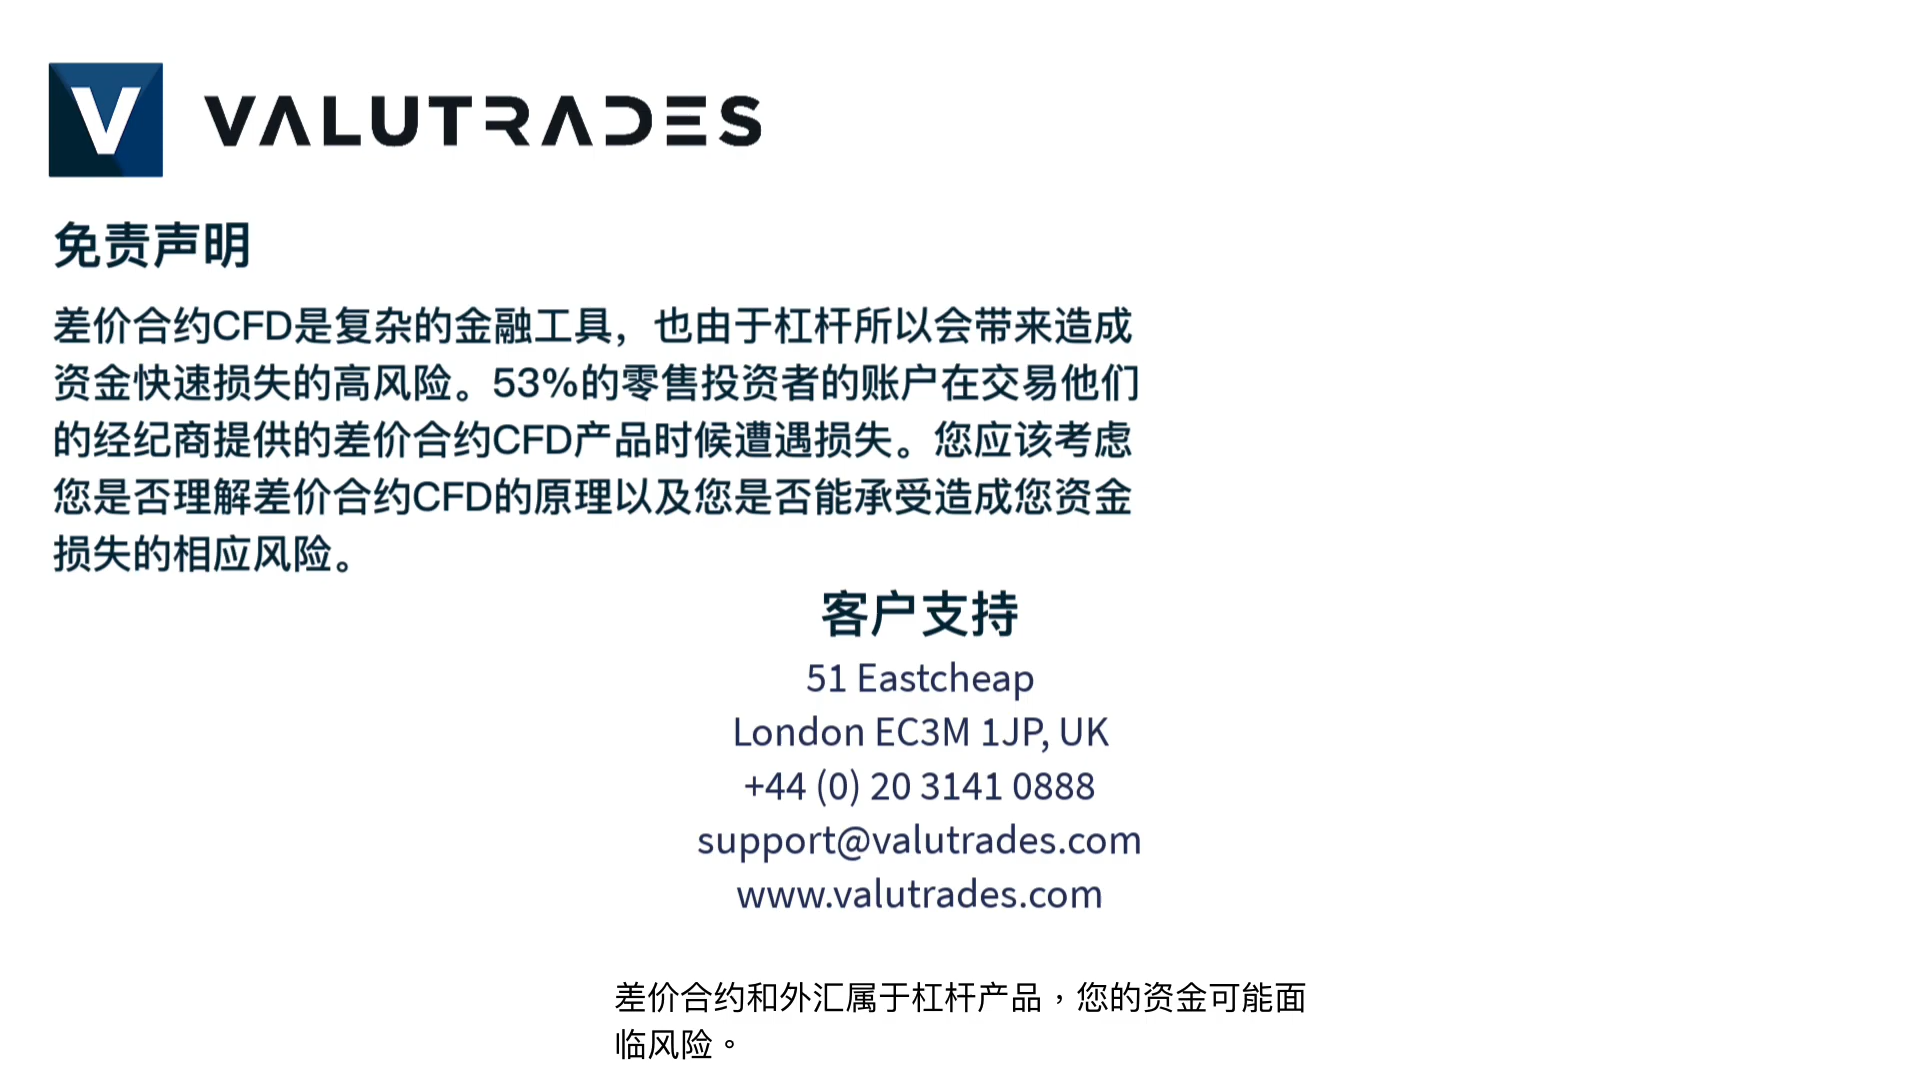 V VALUTRADES
免责声明
差价合约CFD是复杂的金融工具，也由于杠杆所以会带来造成
资金快速损失的高风险。53%的零售投资者的账户在交易他们
的经纪商提供的差价合约CFD产品时候遭遇损失。您应该考虑
您是否理解差价合约CFD的原理以及您是否能承受造成您资金
损失的相应风险。
客户支持
51 Eastcheap
London EC3M 1JP, UK
+44 (0) 20 3141 0888
support@valutrades.com
www.valutrades.com
差价合约和外汇属于杠杆产品，您的资金可能面
临风险。